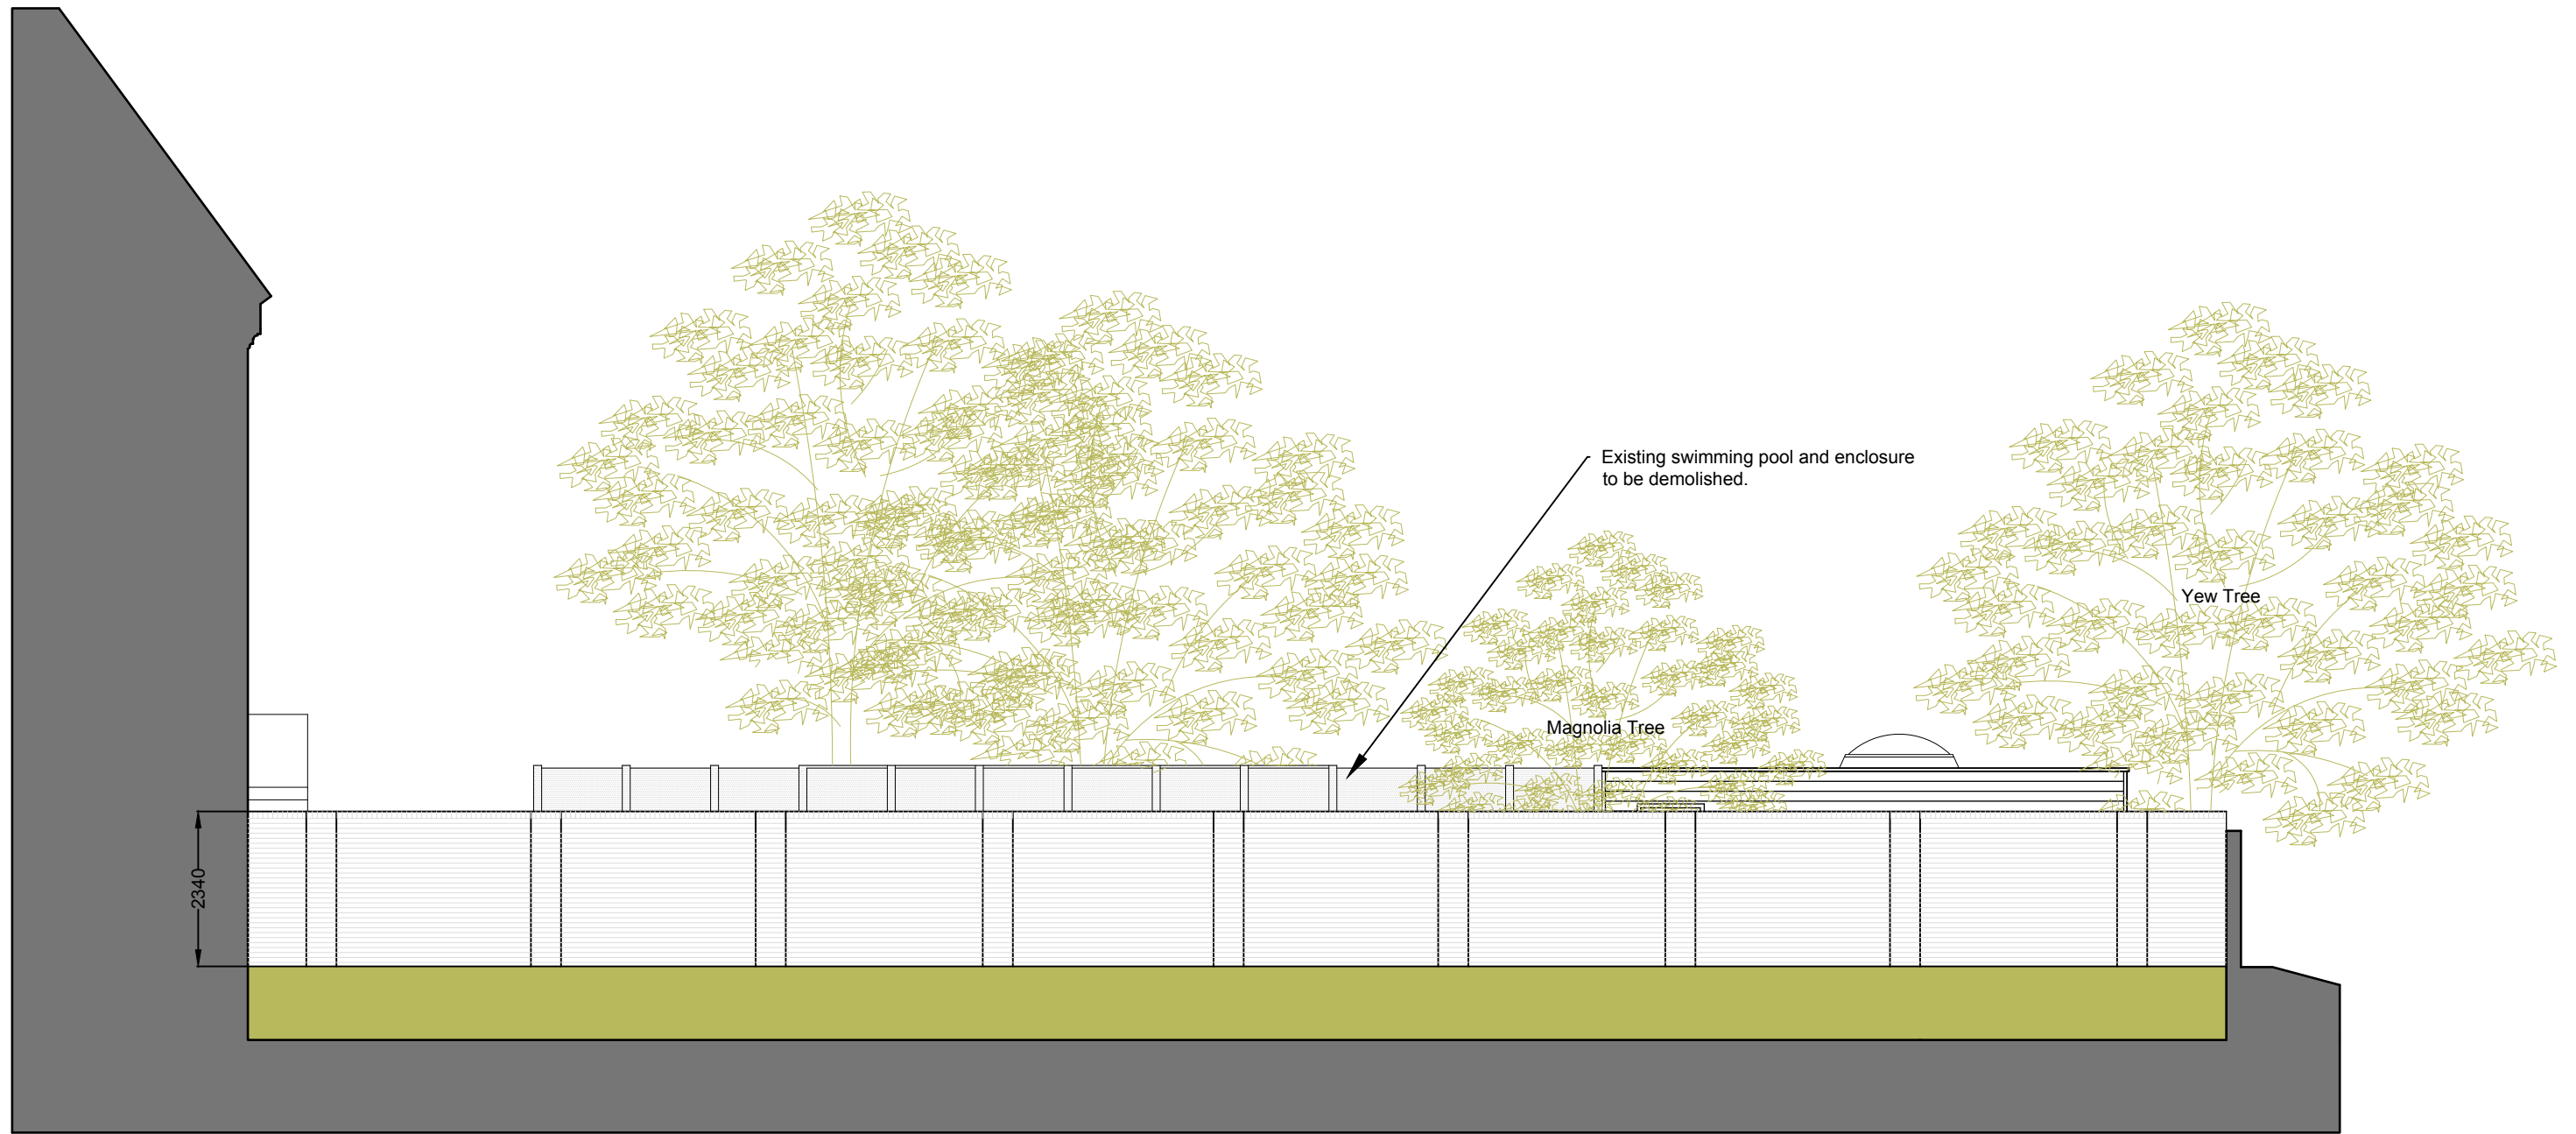 Existing swimming pool and enclosure
to be demolished.
Yew Tree
Magnolia Tree
2340